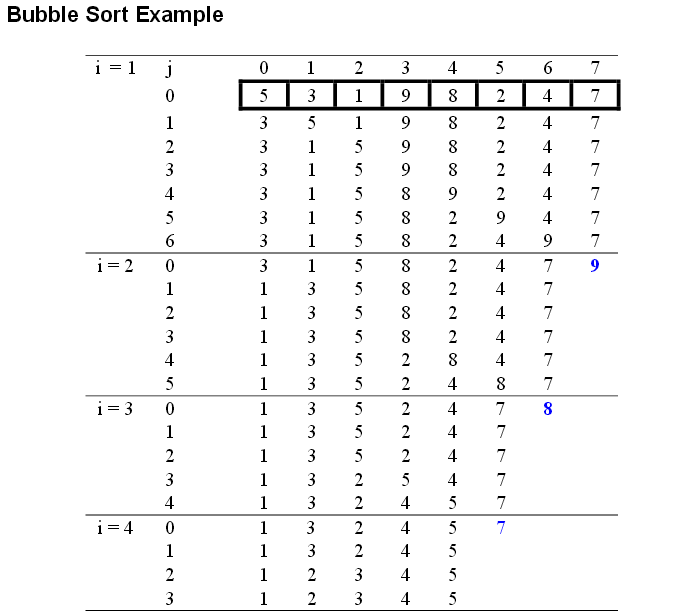 Bubble Sort Example
i = 1 j 0 1 2 3 4 5 6 7
0 5 3 1 9 8 2 4 7
1 3 5 1 9 8 2 4 7
2 3 1 5 9 8 2 4 7
3 3 1 5 9 8 2 4 7
4 3 1 5 8 9 2 4 7
5 3 1 5 8 2 9 4 7
6 3 1 5 8 2 4 9 7
i = 2 0 3 1 5 8 2 4 7 9
1 1 3 5 8 2 4 7
2 1 3 5 8 2 4 7
3 1 3 5 8 2 4 7
4 1 3 5 2 8 4 7
5 1 3 5 2 4 8 7
i = 3 0 1 3 5 2 4 7 8
1 1 3 5 2 4 7
2 1 3 5 2 4 7
3 1 3 2 5 4 7
4 1 3 2 4 5 7
i = 4 0 1 3 2 4 5 7
1 1 3 2 4 5
2 1 2 3 4 5
3 1 2 3 4 5